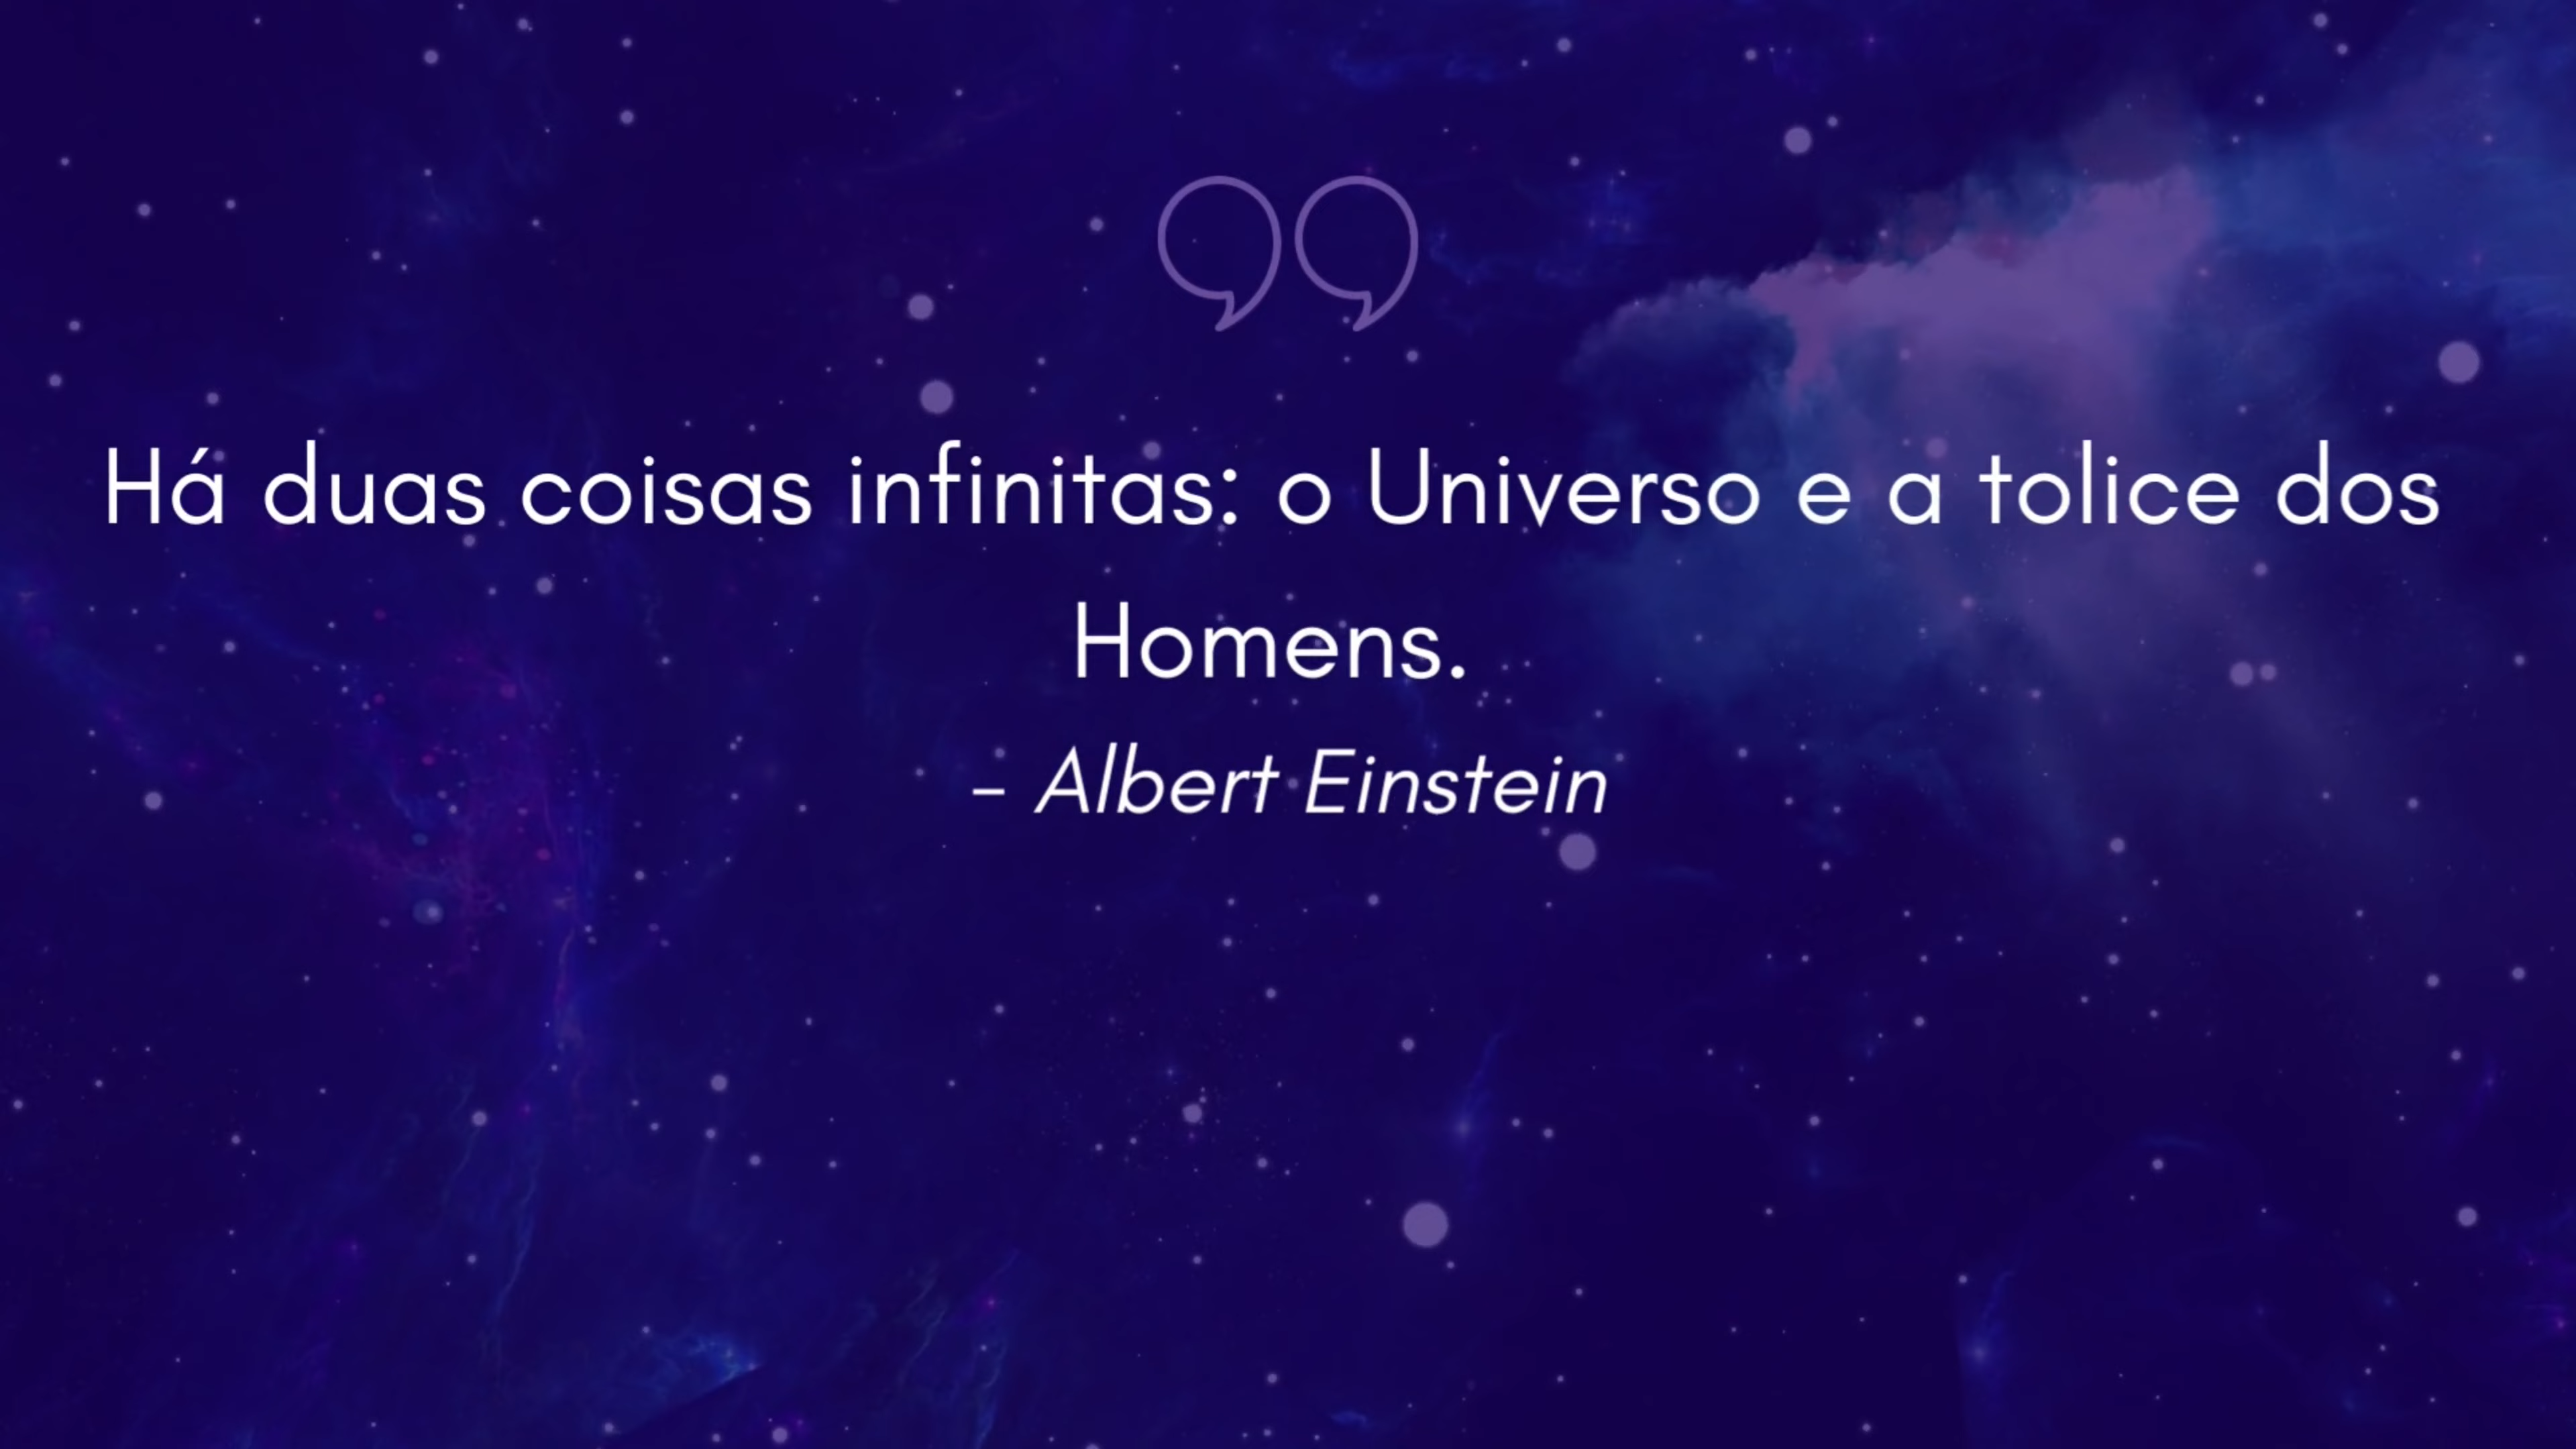 Há duas coisas infinitas: o Universo e a tolice dos
Homens.
- Albert Einstein